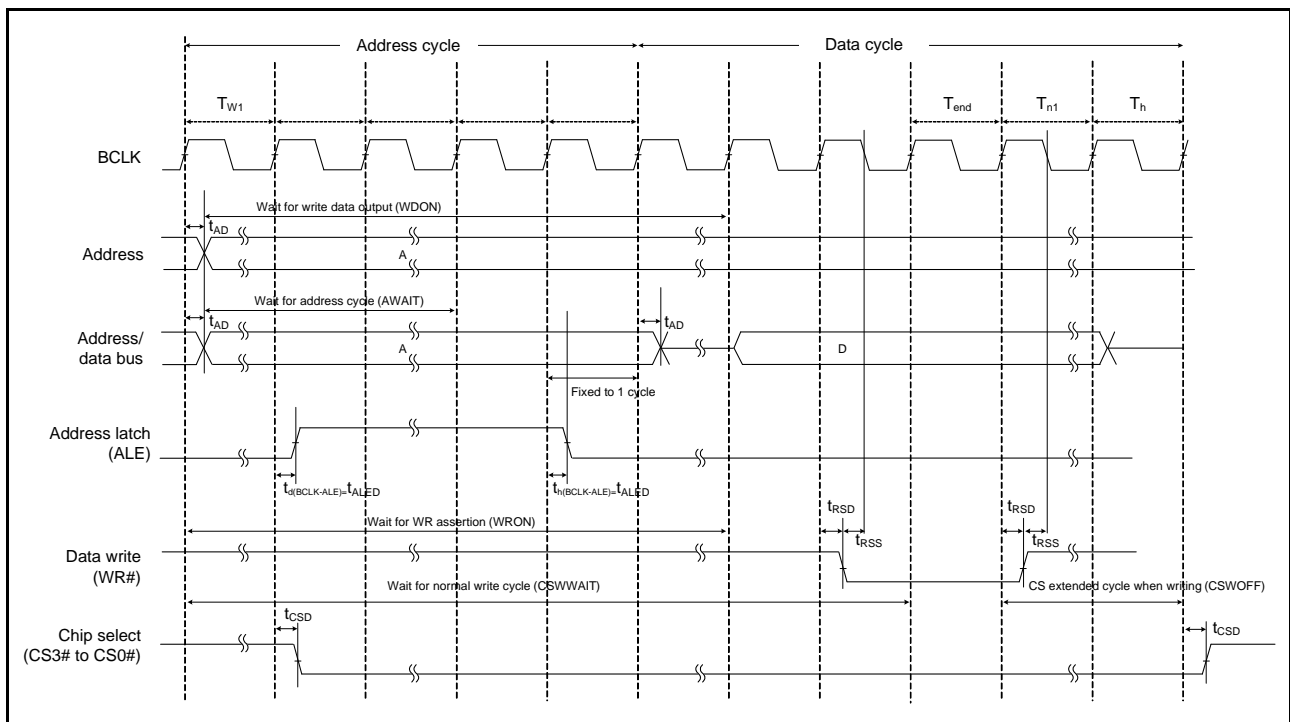 Address cycle Data cycle
TW1 Tend Tn1 Th
BCLK
Wait for write data output (WDON)
tAD
Address
A
Wait for address cycle (AWAIT)
tAD tAD
Address/
data bus
A D
Fixed to 1 cycle
Address latch
(ALE)
td(BCLK-ALE)=tALED th(BCLK-ALE)=tALED
tRSD tRSD
Wait for WR assertion (WRON)
tRSS tRSS
Data write
(WR#)
Wait for normal write cycle (CSWWAIT) CS extended cycle when writing (CSWOFF)
tCSD tCSD
Chip select
(CS3# to CS0#)